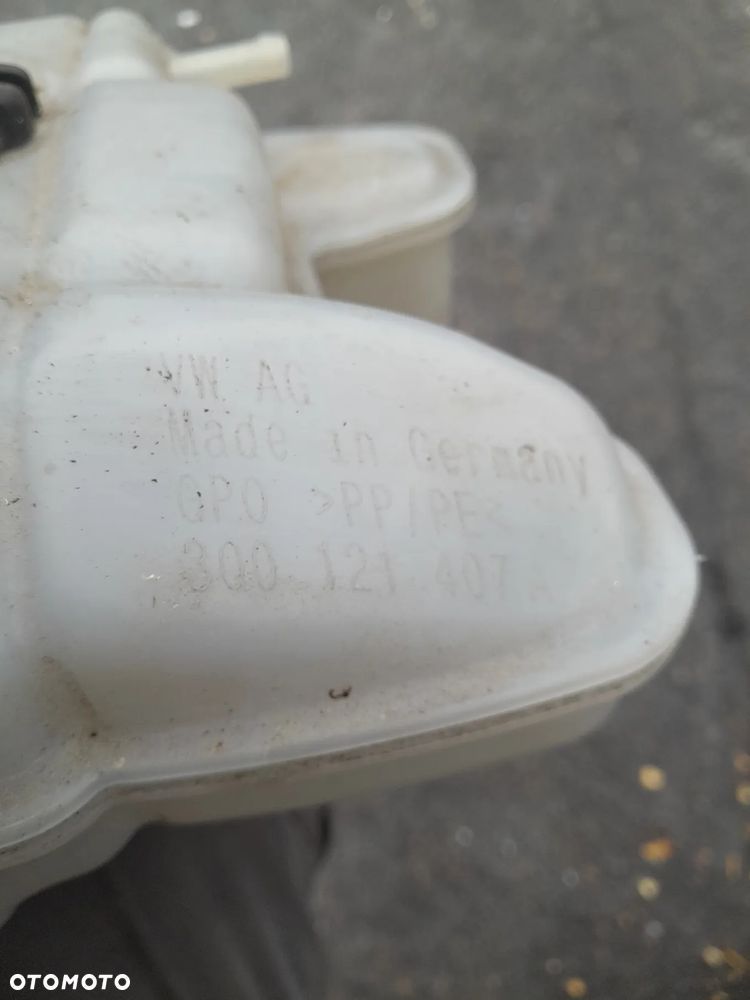 VW AG
Made in Germany
GPO >PP/PE<
3Q0 121 407 A
OTOMOTO